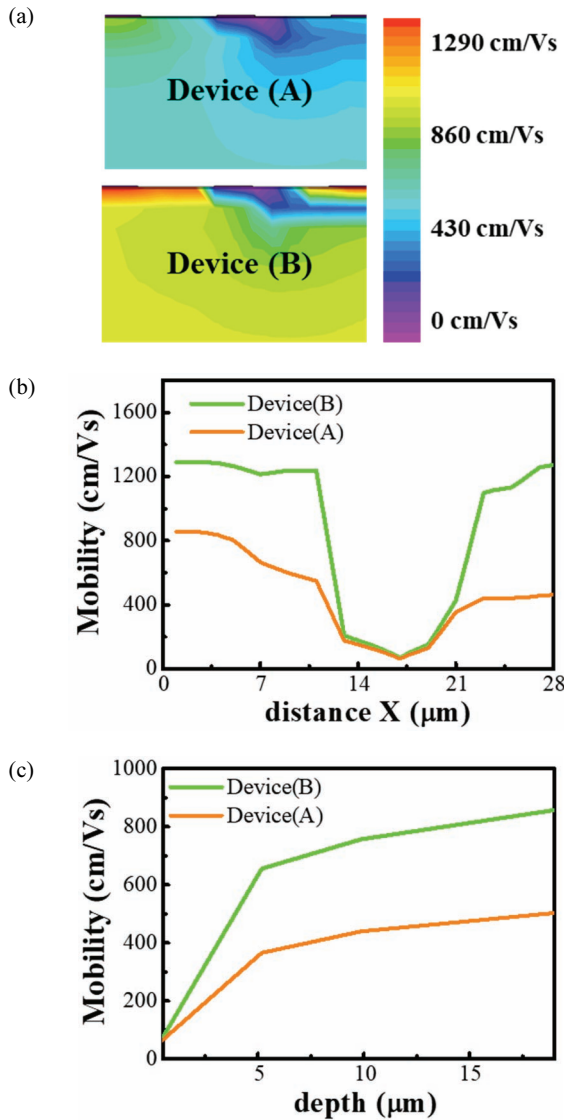 (a)
Device (A)
Device (B)
1290 cm/Vs
860 cm/Vs
430 cm/Vs
0 cm/Vs
(b)
Mobility (cm/Vs)
1600
1200
800
400
0
Device(B)
Device(A)
0 7 14 21 28
distance X (μm)
(c)
Mobility (cm/Vs)
1000
800
600
400
200
0
Device(B)
Device(A)
5 10 15
depth (μm)